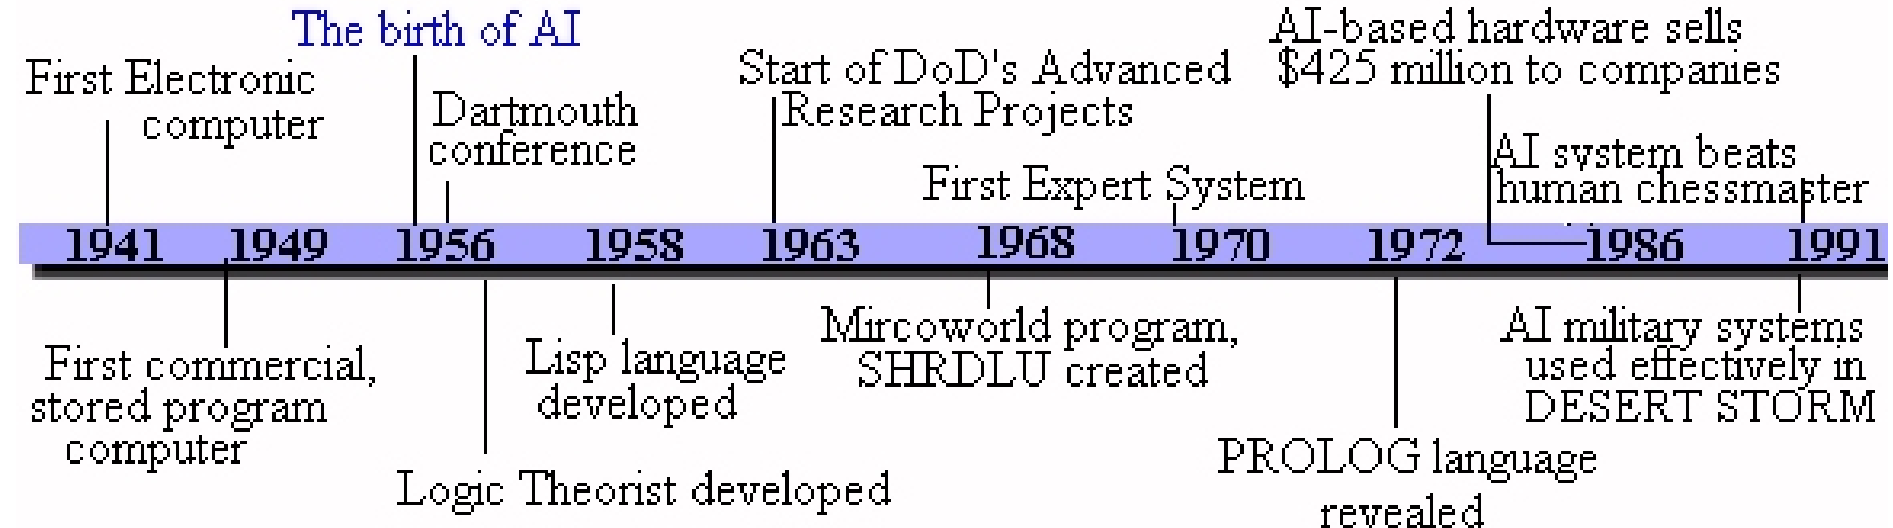 The birth of AI
First Electronic
computer
Dartmouth
conference
Start of DoD's Advanced
Research Projects
First Expert System
AI-based hardware sells
$425 million to companies
AI system beats
human chessmaster
1941 1949 1956 1958 1963 1968 1970 1972 1986 1991
First commercial,
stored program
computer
Logic Theorist developed
Lisp language
developed
Mircoworld program,
SHRDLU created
PROLOG language
revealed
AI military systems
used effectively in
DESERT STORM